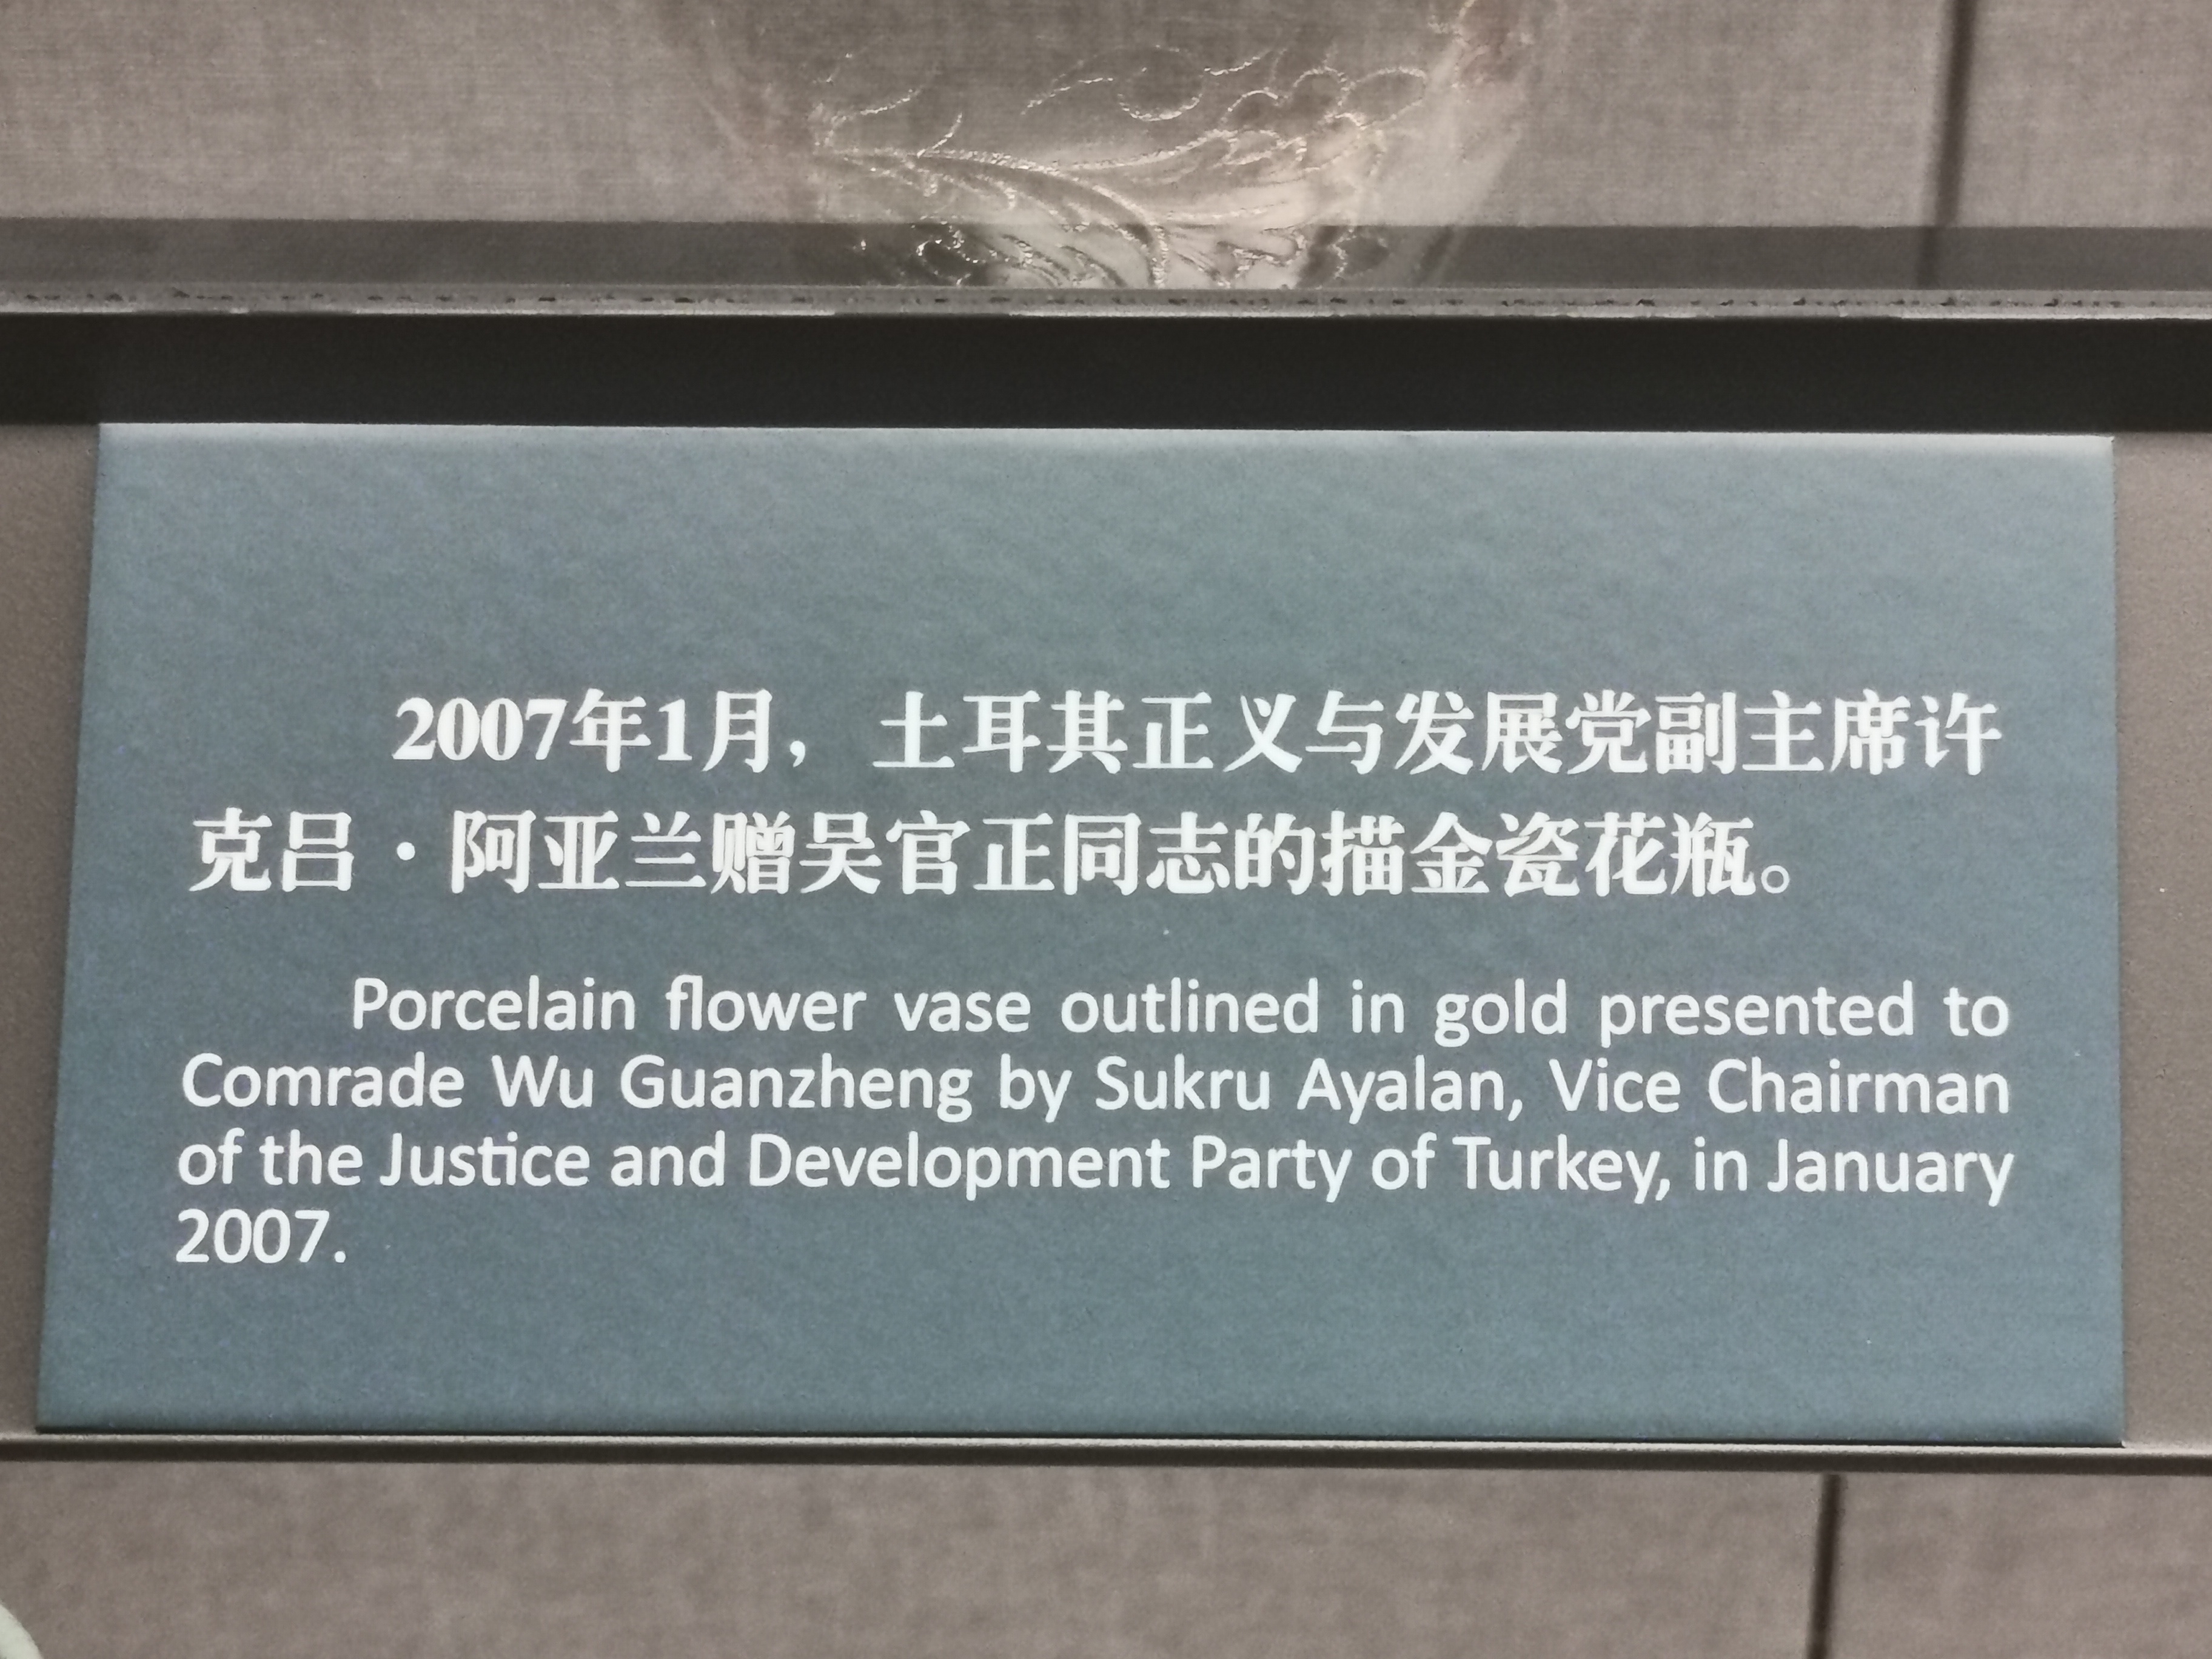 2007年1月，土耳其正义与发展党副主席许
克吕·阿亚兰赠吴官正同志的描金瓷花瓶。
Porcelain flower vase outlined in gold presented to
Comrade Wu Guanzheng by Sukru Ayalan, Vice Chairman
of the Justice and Development Party of Turkey, in January
2007.